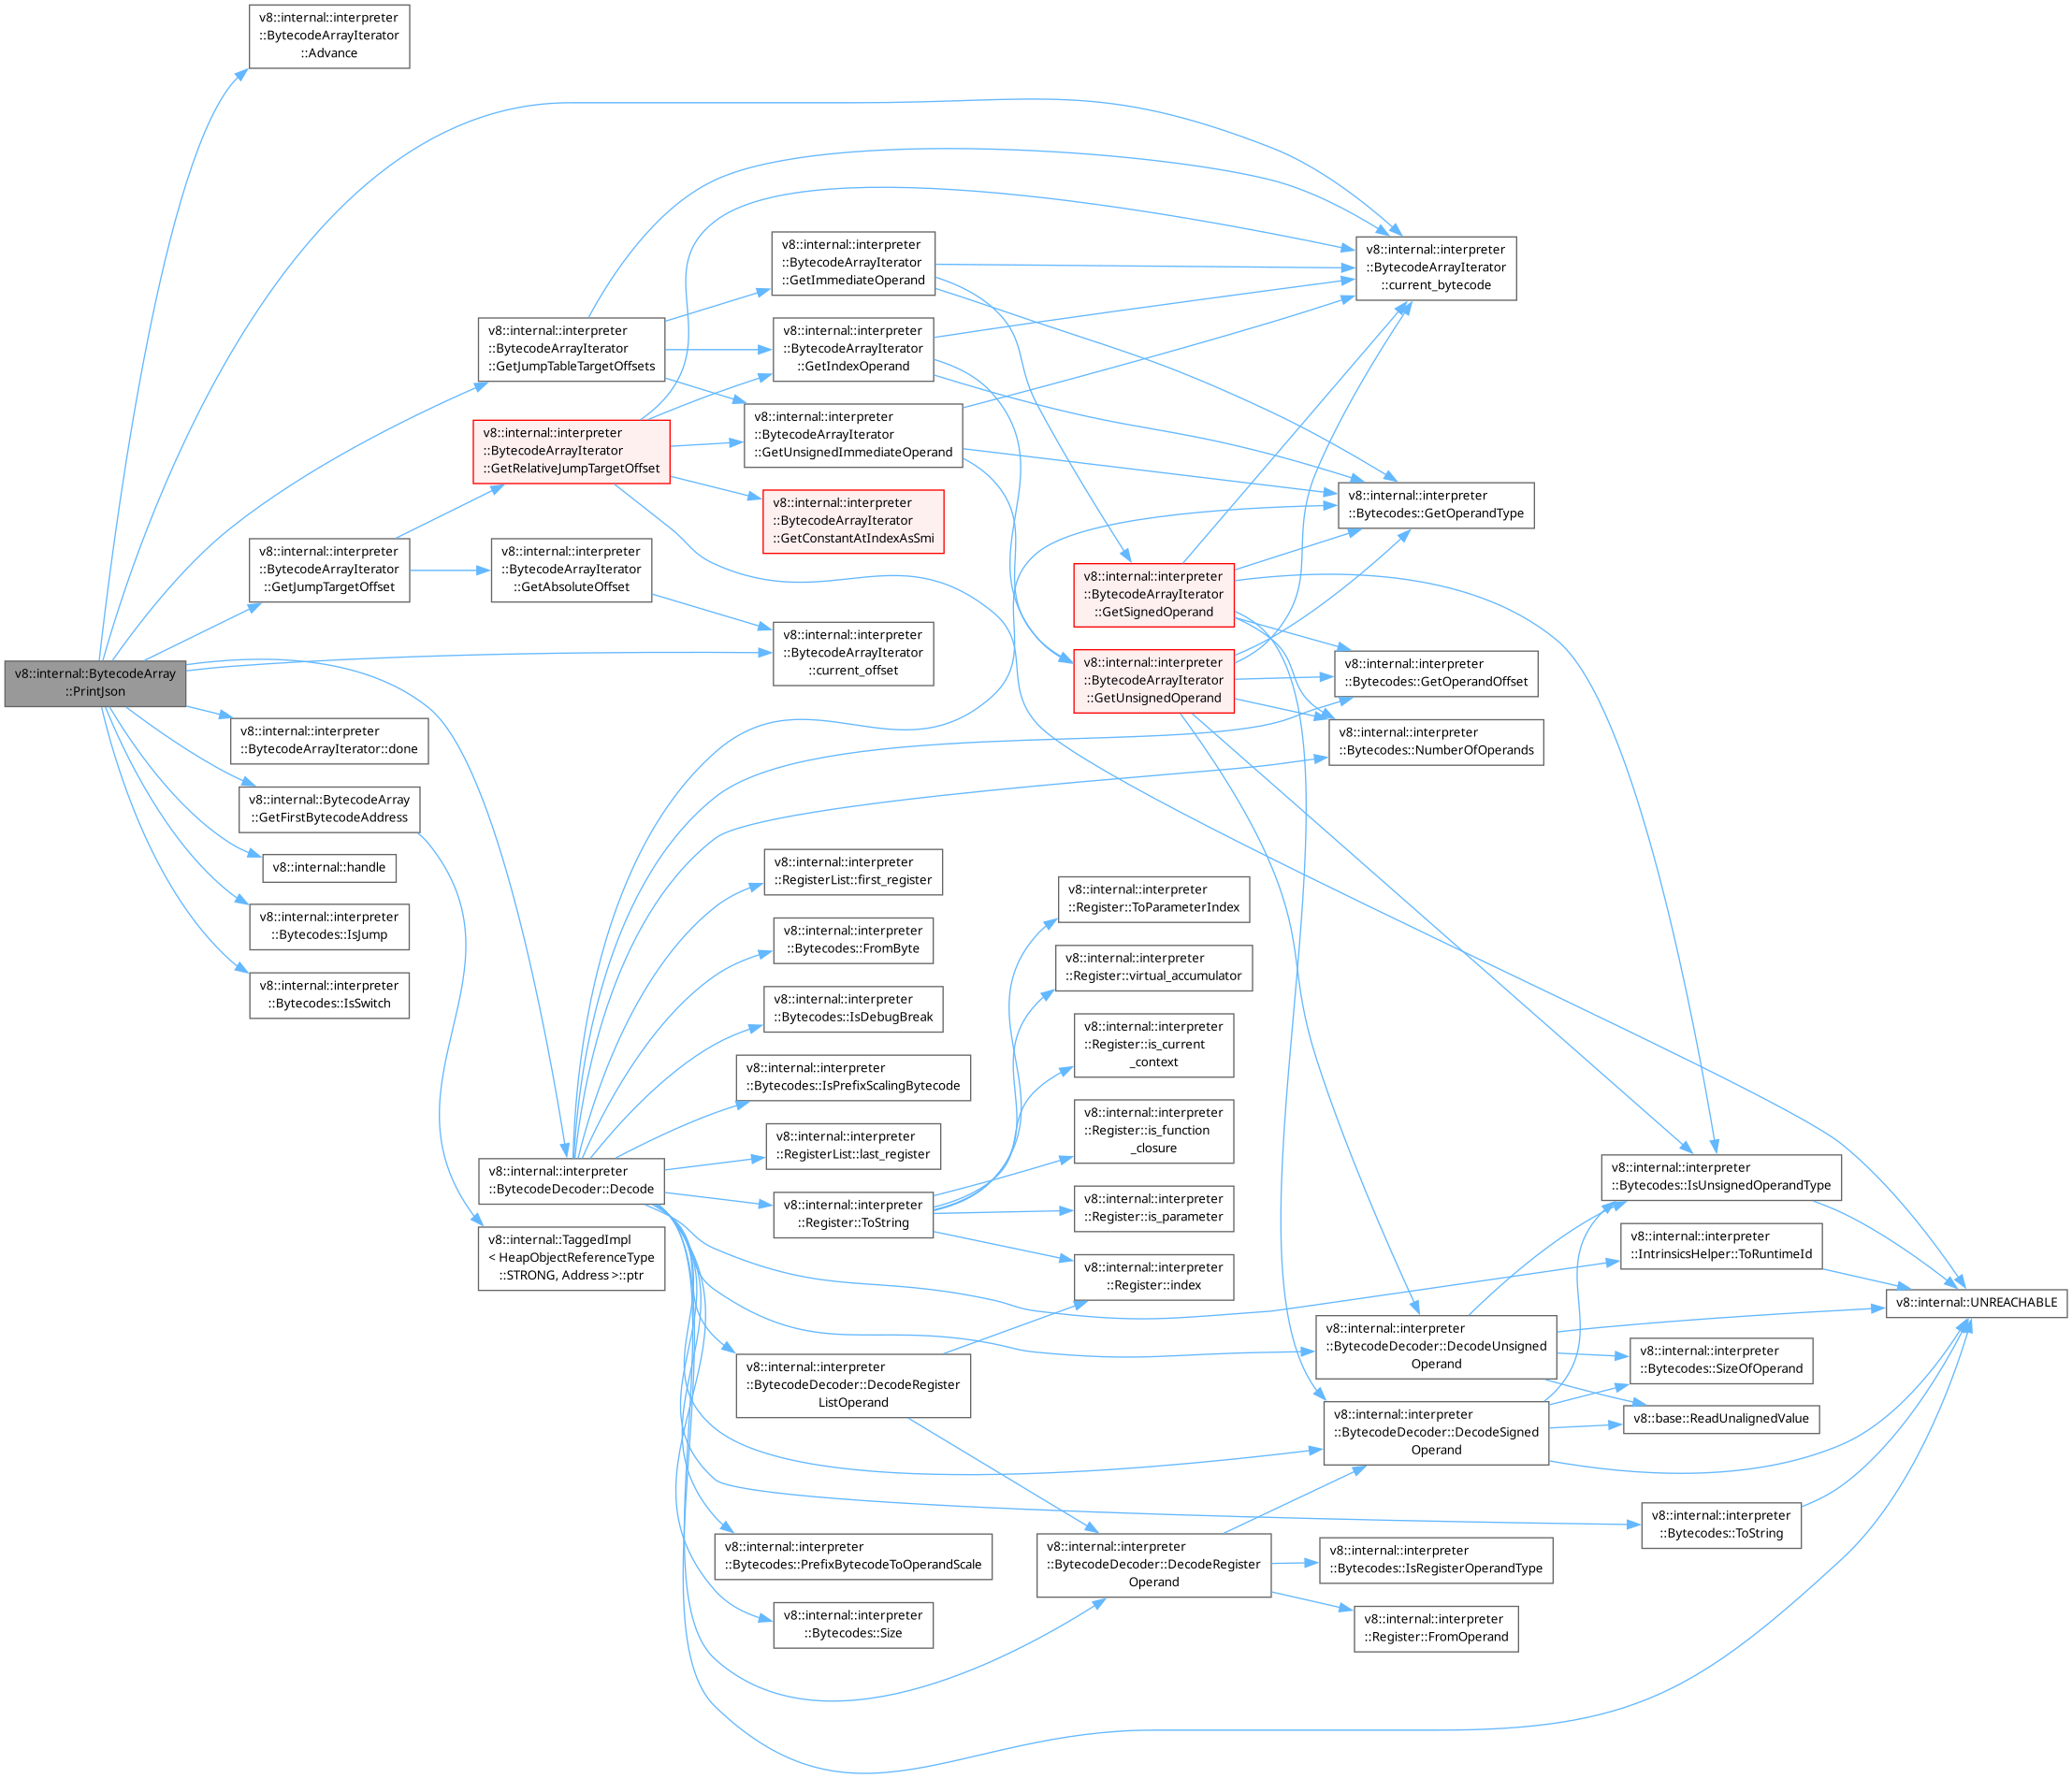 v8::internal::BytecodeArray
::PrintJson
v8::internal::interpreter
::BytecodeArrayIterator
::Advance
v8::internal::interpreter
::BytecodeArrayIterator
::GetJumpTargetOffset
v8::internal::interpreter
::BytecodeArrayIterator::done
v8::internal::BytecodeArray
::GetFirstBytecodeAddress
v8::internal::handle
v8::internal::interpreter
::Bytecodes::IsJump
v8::internal::interpreter
::Bytecodes::IsSwitch
v8::internal::interpreter
::BytecodeArrayIterator
::GetJumpTableTargetOffsets
v8::internal::interpreter
::BytecodeArrayIterator
::GetRelativeJumpTargetOffset
v8::internal::interpreter
::BytecodeArrayIterator
::GetAbsoluteOffset
v8::internal::interpreter
::BytecodeDecoder::Decode
v8::internal::TaggedImpl
< HeapObjectReferenceType
::STRONG, Address >::ptr
v8::internal::interpreter
::BytecodeArrayIterator
::GetImmediateOperand
v8::internal::interpreter
::BytecodeArrayIterator
::GetIndexOperand
v8::internal::interpreter
::BytecodeArrayIterator
::GetUnsignedImmediateOperand
v8::internal::interpreter
::BytecodeArrayIterator
::GetConstantAtIndexAsSmi
v8::internal::interpreter
::BytecodeArrayIterator
::current_offset
v8::internal::interpreter
::RegisterList::first_register
v8::internal::interpreter
::Bytecodes::FromByte
v8::internal::interpreter
::Bytecodes::IsDebugBreak
v8::internal::interpreter
::Bytecodes::IsPrefixScalingBytecode
v8::internal::interpreter
::RegisterList::last_register
v8::internal::interpreter
::Register::ToString
v8::internal::interpreter
::BytecodeDecoder::DecodeRegister
ListOperand
v8::internal::interpreter
::Bytecodes::PrefixBytecodeToOperandScale
v8::internal::interpreter
::Bytecodes::Size
v8::internal::interpreter
::BytecodeArrayIterator
::GetSignedOperand
v8::internal::interpreter
::BytecodeArrayIterator
::GetUnsignedOperand
v8::internal::interpreter
::Register::ToParameterIndex
v8::internal::interpreter
::Register::virtual_accumulator
v8::internal::interpreter
::Register::is_current
_context
v8::internal::interpreter
::Register::is_function
_closure
v8::internal::interpreter
::Register::is_parameter
v8::internal::interpreter
::Register::index
v8::internal::interpreter
::BytecodeDecoder::DecodeRegister
Operand
v8::internal::interpreter
::BytecodeArrayIterator
::current_bytecode
v8::internal::interpreter
::Bytecodes::GetOperandType
v8::internal::interpreter
::Bytecodes::GetOperandOffset
v8::internal::interpreter
::Bytecodes::NumberOfOperands
v8::internal::interpreter
::BytecodeDecoder::DecodeUnsigned
Operand
v8::internal::interpreter
::BytecodeDecoder::DecodeSigned
Operand
v8::internal::interpreter
::Bytecodes::IsRegisterOperandType
v8::internal::interpreter
::Register::FromOperand
v8::internal::interpreter
::Bytecodes::IsUnsignedOperandType
v8::internal::interpreter
::IntrinsicsHelper::ToRuntimeId
v8::internal::interpreter
::Bytecodes::SizeOfOperand
v8::base::ReadUnalignedValue
v8::internal::interpreter
::Bytecodes::ToString
v8::internal::UNREACHABLE